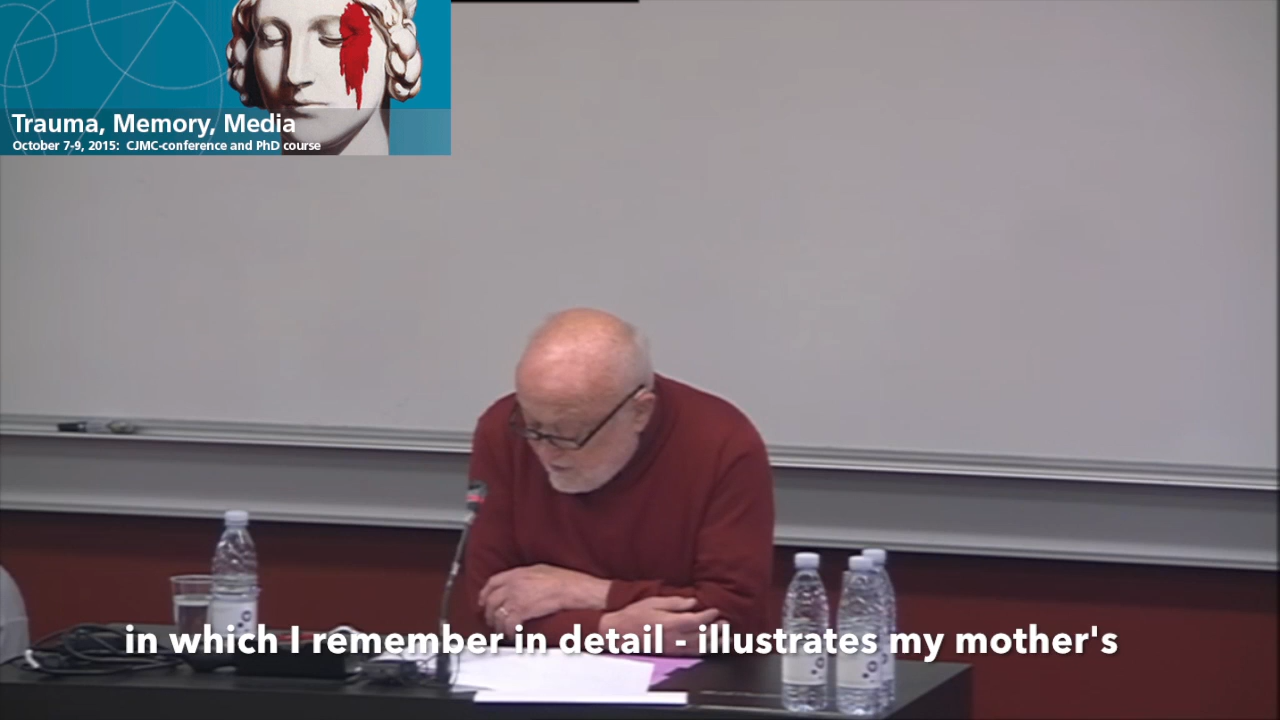 Trauma, Memory, Media
October 7-9, 2015: CJMC-conference and PhD course
in which I remember in detail - illustrates my mother's